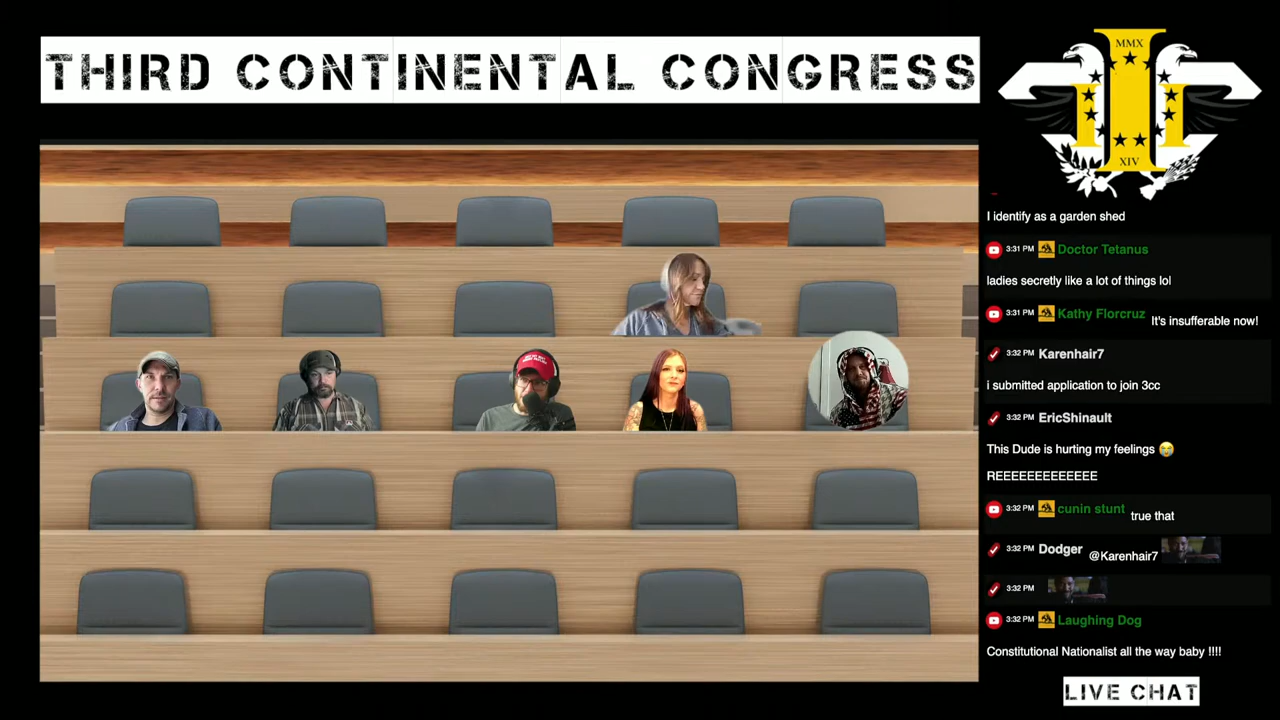 THIRD CONTINENTAL CONGRESS
MMX
XIV
I identify as a garden shed
3:31 PM Doctor Tetanus
ladies secretly like a lot of things lol
3:31 PM Kathy Florcruz It's insufferable now!
3:32 PM Karenhair7
i submitted application to join 3cc
3:32 PM EricShinault
This Dude is hurting my feelings 😭
REEEEEEEEEEEEE
3:32 PM cunin stunt true that
3:32 PM Dodger @Karenhair7
3:32 PM
3:32 PM Laughing Dog
Constitutional Nationalist all the way baby !!!!
LIVE CHAT